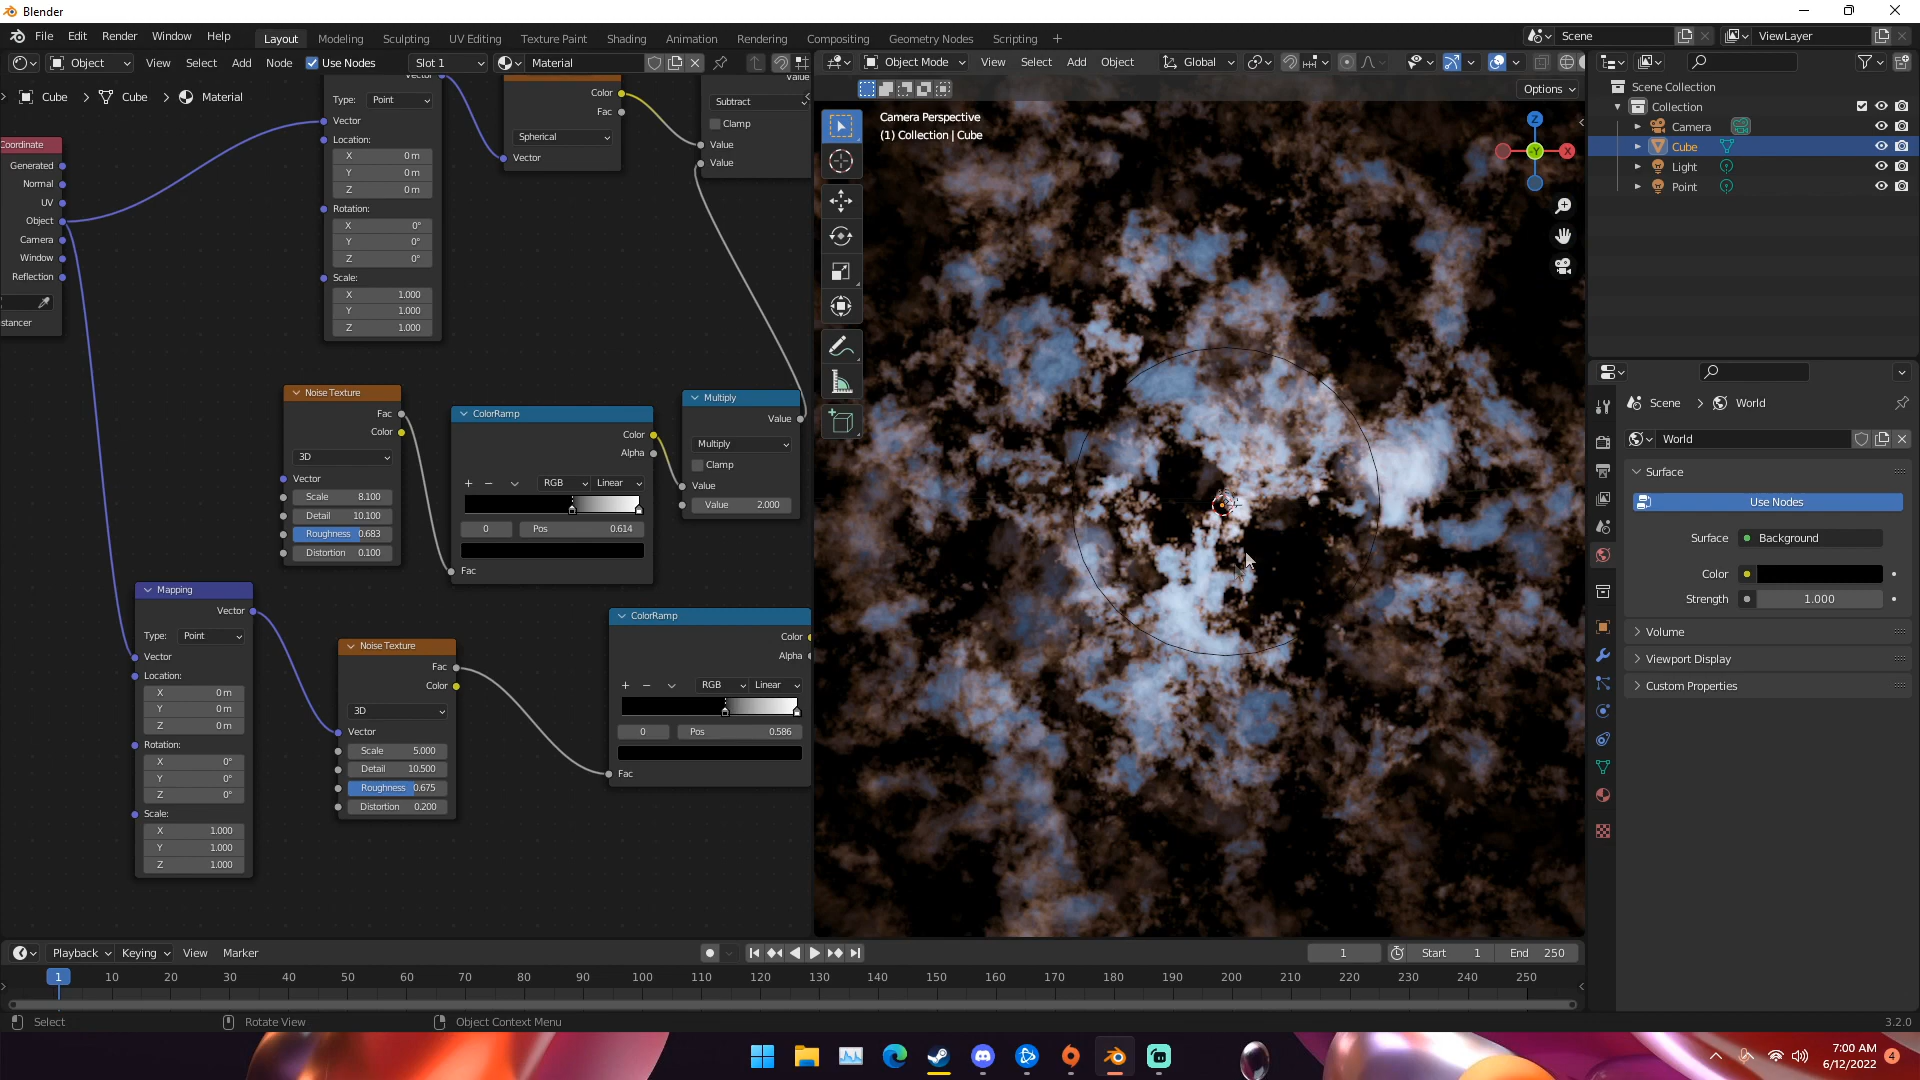 Blender
File Edit Render Window Help
Layout Modeling Sculpting UV Editing Texture Paint Shading Animation Rendering Compositing Geometry Nodes Scripting +
Scene
ViewLayer
Object View Select Add Node Use Nodes Slot 1 Material
Object Mode View Select Add Object Global
Options
Cube > Cube > Material
Coordinate
Generated
Normal
UV
Object
Camera
Window
Reflection
stancer
Type: Point
Vector
Location:
X 0 m
Y 0 m
Z 0 m
Rotation:
X 0°
Y 0°
Z 0°
Scale:
X 1.000
Y 1.000
Z 1.000
Color
Fac
Spherical
Vector
Value
Subtract
Clamp
Value
Value
Noise Texture
Fac
Color
3D
Vector
Scale 8.100
Detail 10.100
Roughness 0.683
Distortion 0.100
ColorRamp
Color
Alpha
+ − RGB Linear
0 Pos 0.614
Fac
Multiply
Value
Multiply
Clamp
Value
Value 2.000
Mapping
Vector
Type: Point
Vector
Location:
X 0 m
Y 0 m
Z 0 m
Rotation:
X 0°
Y 0°
Z 0°
Scale:
X 1.000
Y 1.000
Z 1.000
Noise Texture
Fac
Color
3D
Vector
Scale 5.000
Detail 10.500
Roughness 0.675
Distortion 0.200
ColorRamp
Color
Alpha
+ − RGB Linear
0 Pos 0.586
Fac
Camera Perspective
(1) Collection | Cube
Z
-Y
X
Scene Collection
Collection
Camera
Cube
Light
Point
Scene > World
World
Surface
Use Nodes
Surface Background
Color
Strength 1.000
Volume
Viewport Display
Custom Properties
Playback Keying View Marker
1 Start 1 End 250
1 10 20 30 40 50 60 70 80 90 100 110 120 130 140 150 160 170 180 190 200 210 220 230 240 250
Select Rotate View Object Context Menu
3.2.0
7:00 AM
6/12/2022
4